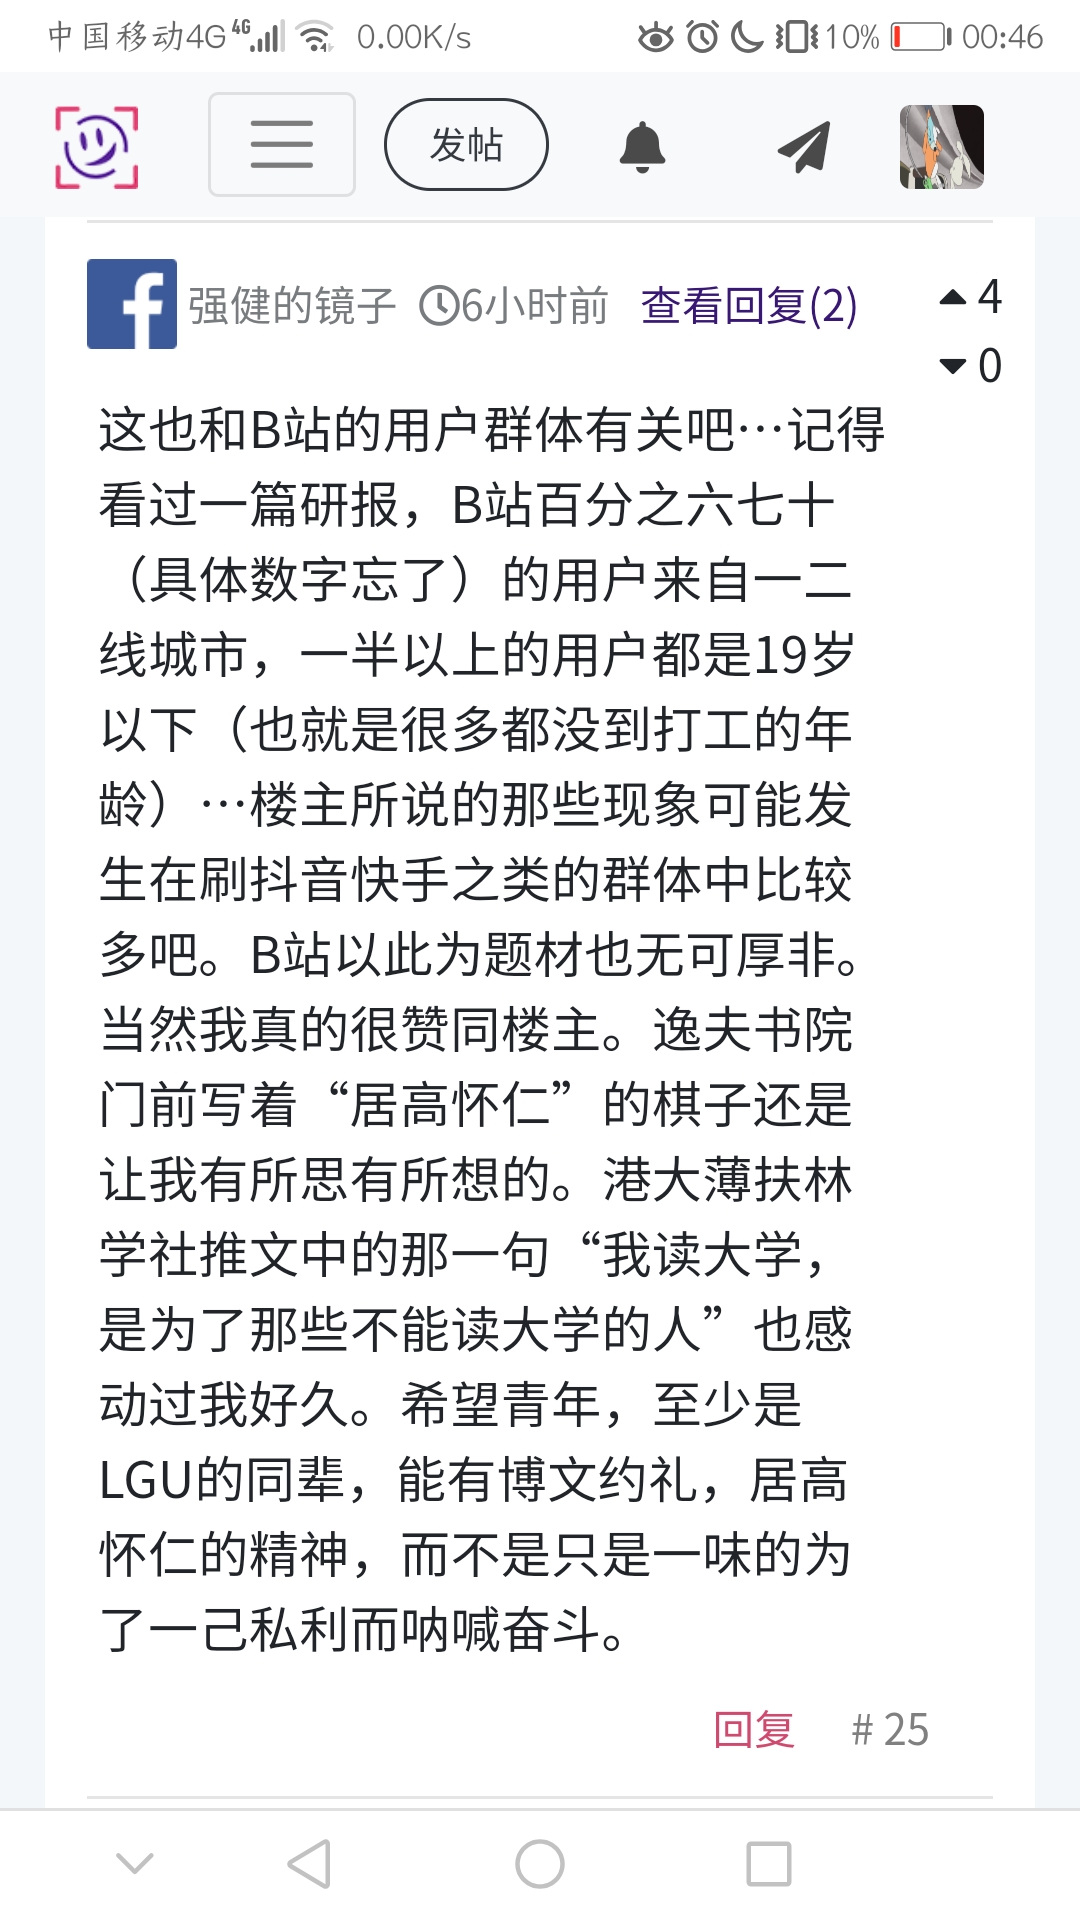 中国移动4G 4G 0.00K/s 10% 00:46
发帖
f 强健的镜子 6小时前 查看回复(2) 4
0
这也和B站的用户群体有关吧…记得
看过一篇研报，B站百分之六七十
（具体数字忘了）的用户来自一二
线城市，一半以上的用户都是19岁
以下（也就是很多都没到打工的年
龄）…楼主所说的那些现象可能发
生在刷抖音快手之类的群体中比较
多吧。B站以此为题材也无可厚非。
当然我真的很赞同楼主。逸夫书院
门前写着“居高怀仁”的棋子还是
让我有所思有所想的。港大薄扶林
学社推文中的那一句“我读大学，
是为了那些不能读大学的人”也感
动过我好久。希望青年，至少是
LGU的同辈，能有博文约礼，居高
怀仁的精神，而不是只是一味的为
了一己私利而呐喊奋斗。
回复 # 25